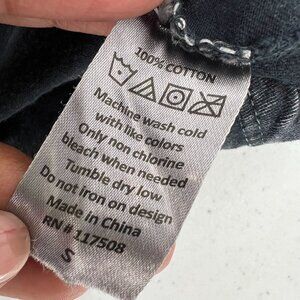 100% COTTON
Machine wash cold
with like colors
Only non chlorine
bleach when needed
Tumble dry low
Do not Iron on design
Made in China
RN # 117508
S